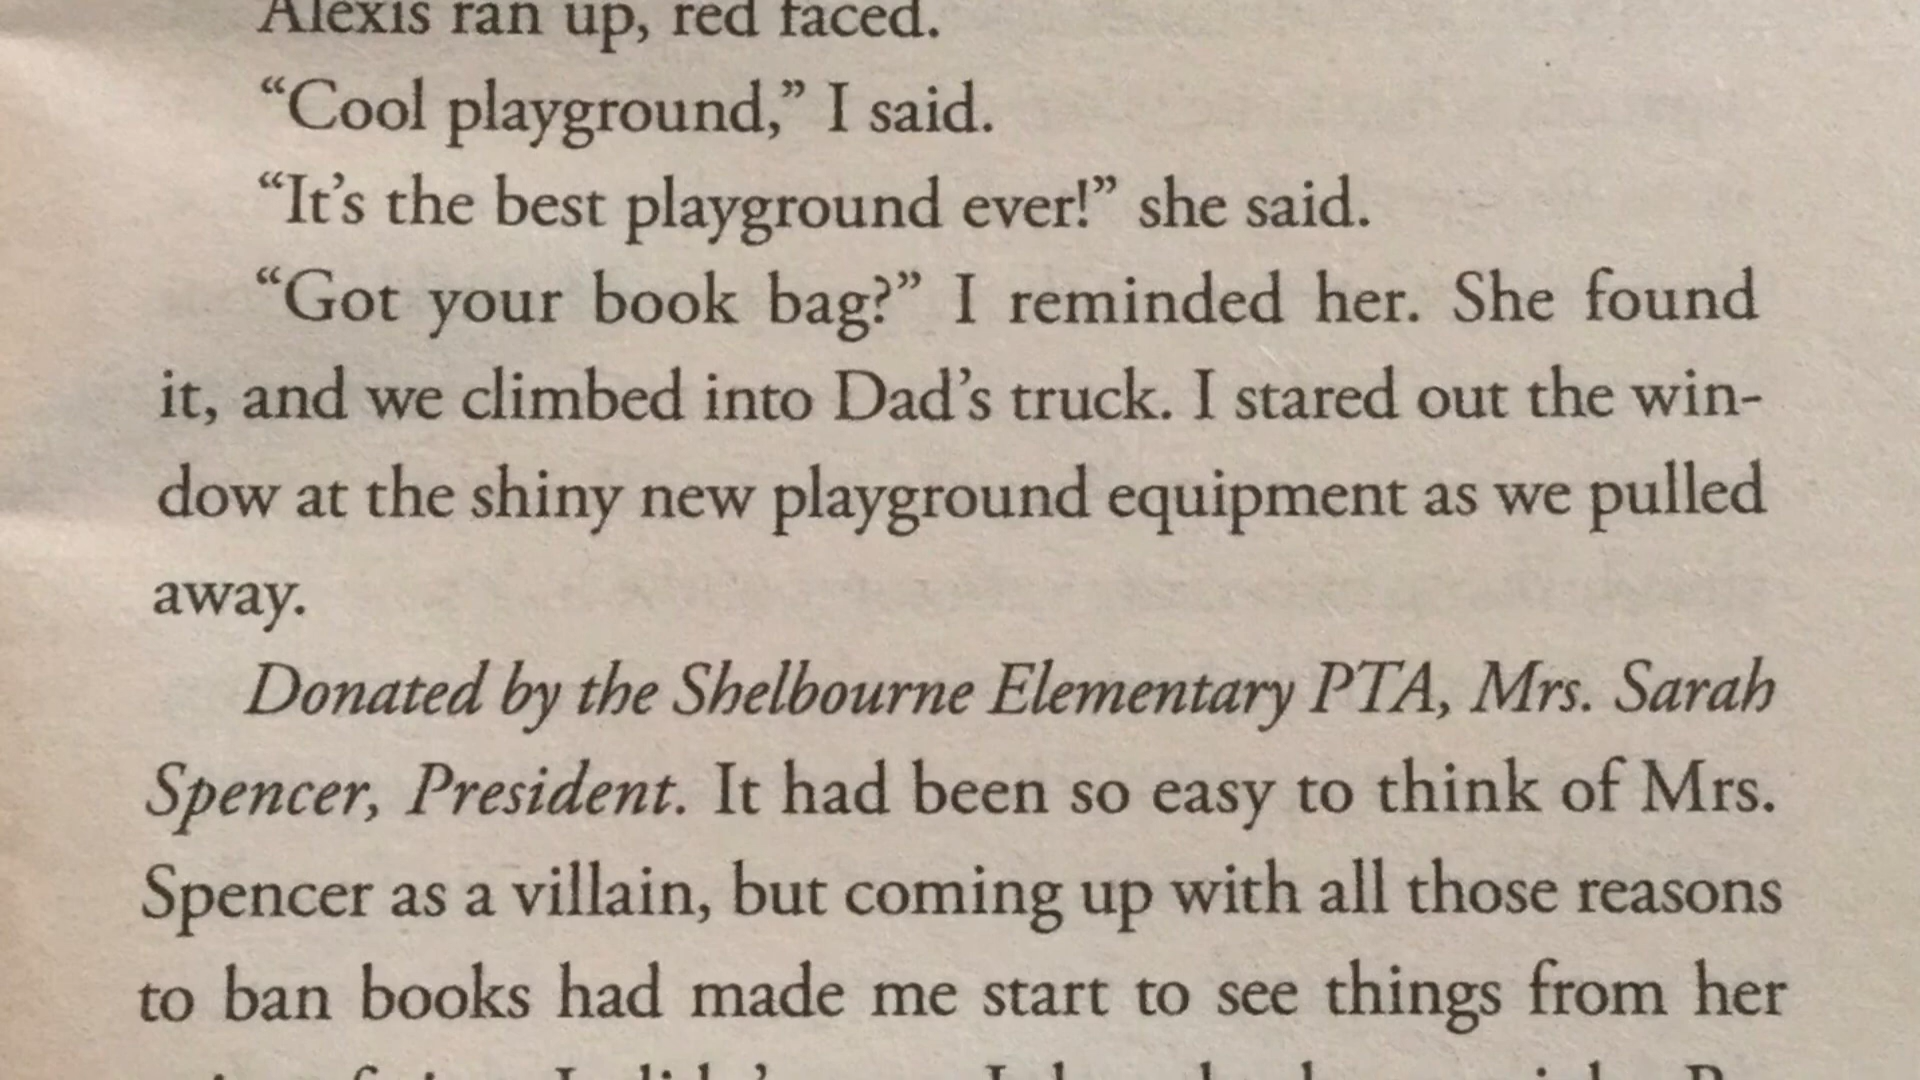 Alexis ran up, red faced.
“Cool playground,” I said.
“It’s the best playground ever!” she said.
“Got your book bag?” I reminded her. She found
it, and we climbed into Dad’s truck. I stared out the win-
dow at the shiny new playground equipment as we pulled
away.
Donated by the Shelbourne Elementary PTA, Mrs. Sarah
Spencer, President. It had been so easy to think of Mrs.
Spencer as a villain, but coming up with all those reasons
to ban books had made me start to see things from her